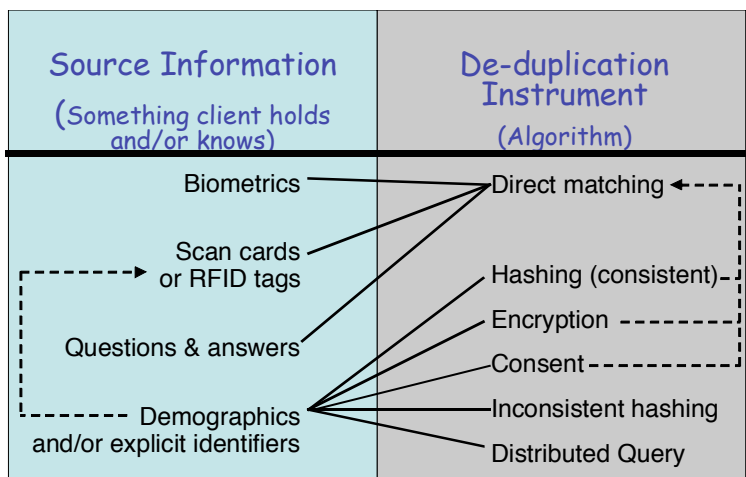 Source Information
(Something client holds
and/or knows)
De-duplication
Instrument
(Algorithm)
Biometrics
Scan cards
or RFID tags
Questions & answers
Demographics
and/or explicit identifiers
Direct matching
Hashing (consistent)
Encryption
Consent
Inconsistent hashing
Distributed Query